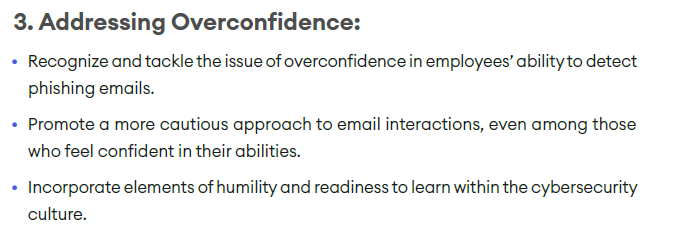 3. Addressing Overconfidence:
• Recognize and tackle the issue of overconfidence in employees’ ability to detect
phishing emails.
• Promote a more cautious approach to email interactions, even among those
who feel confident in their abilities.
• Incorporate elements of humility and readiness to learn within the cybersecurity
culture.